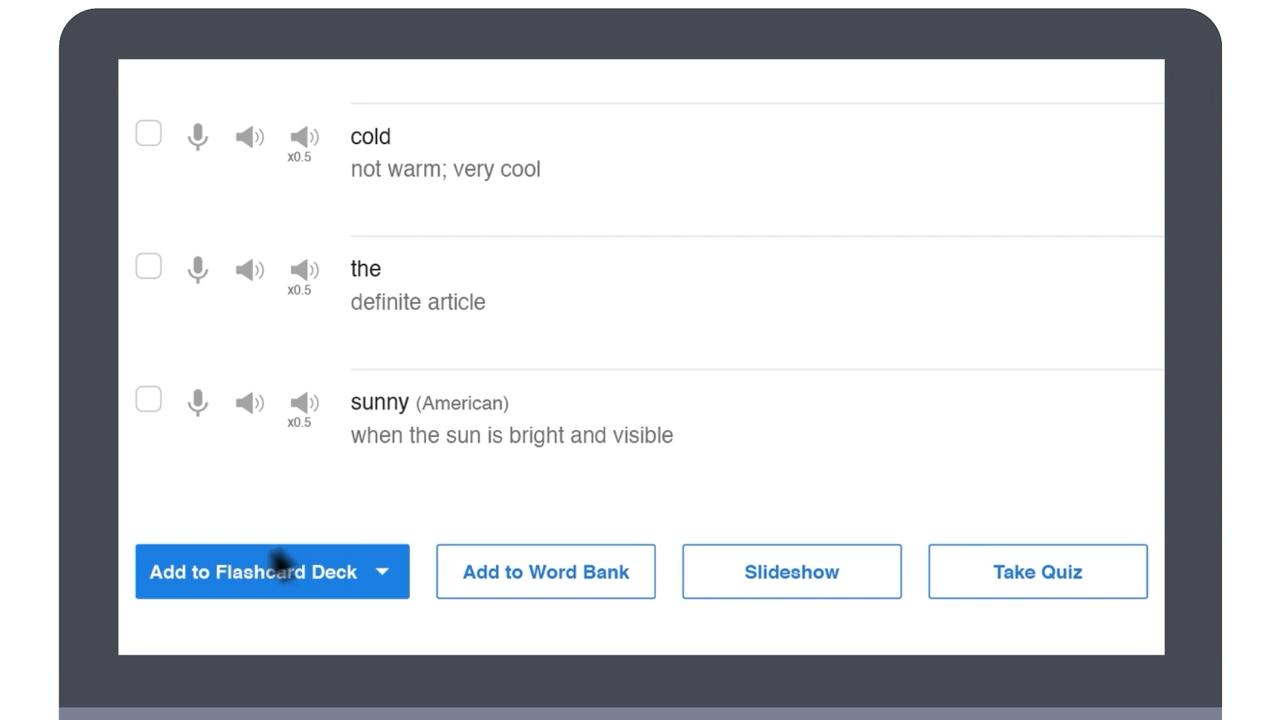 cold
x0.5
not warm; very cool
the
x0.5
definite article
sunny (American)
x0.5
when the sun is bright and visible
Add to Flashcard Deck
Add to Word Bank
Slideshow
Take Quiz